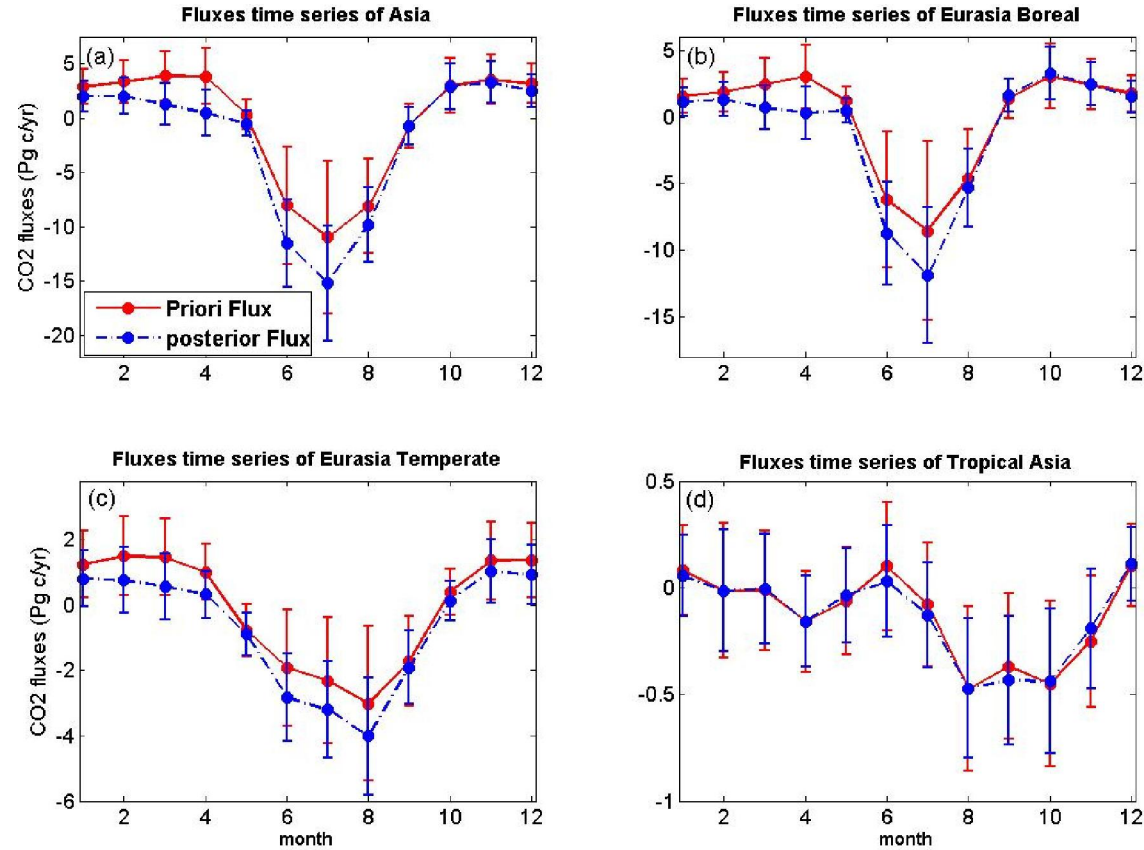 Fluxes time series of Asia
(a)
5
0
-5
-10
-15
-20
CO2 fluxes (Pg c/yr)
Priori Flux
posterior Flux
2 4 6 8 10 12
Fluxes time series of Eurasia Boreal
(b)
5
0
-5
-10
-15
2 4 6 8 10 12
Fluxes time series of Eurasia Temperate
(c)
2
0
-2
-4
-6
CO2 fluxes (Pg c/yr)
2 4 6 8 10 12
month
Fluxes time series of Tropical Asia
(d)
0.5
0
-0.5
-1
2 4 6 8 10 12
month